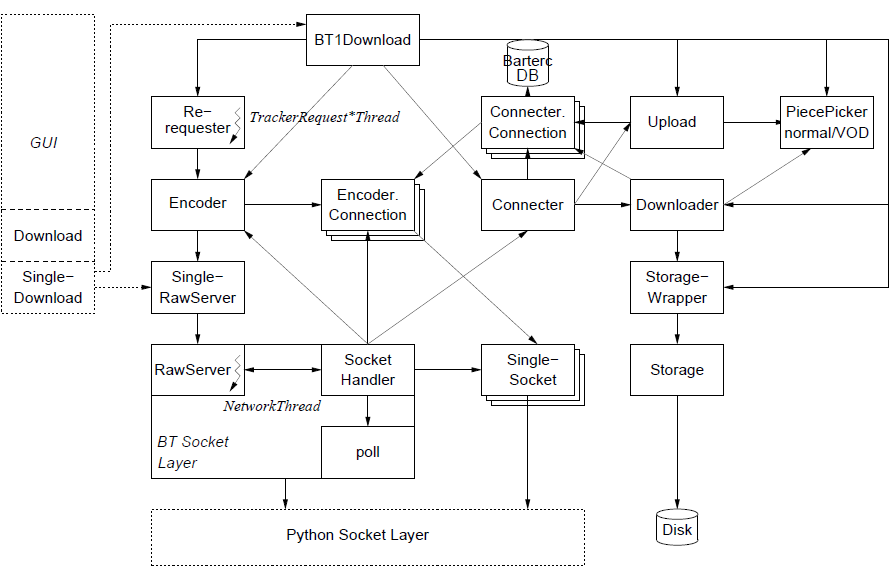 BT1Download
Barterc
DB
Re−
requester
TrackerRequest*Thread
Connecter.
Connection
Upload
PiecePicker
normal/VOD
GUI
Encoder
Encoder.
Connection
Connecter
Downloader
Download
Single−
Download
Single−
RawServer
Storage−
Wrapper
RawServer
Socket
Handler
Single−
Socket
Storage
NetworkThread
BT Socket
Layer
poll
Python Socket Layer
Disk